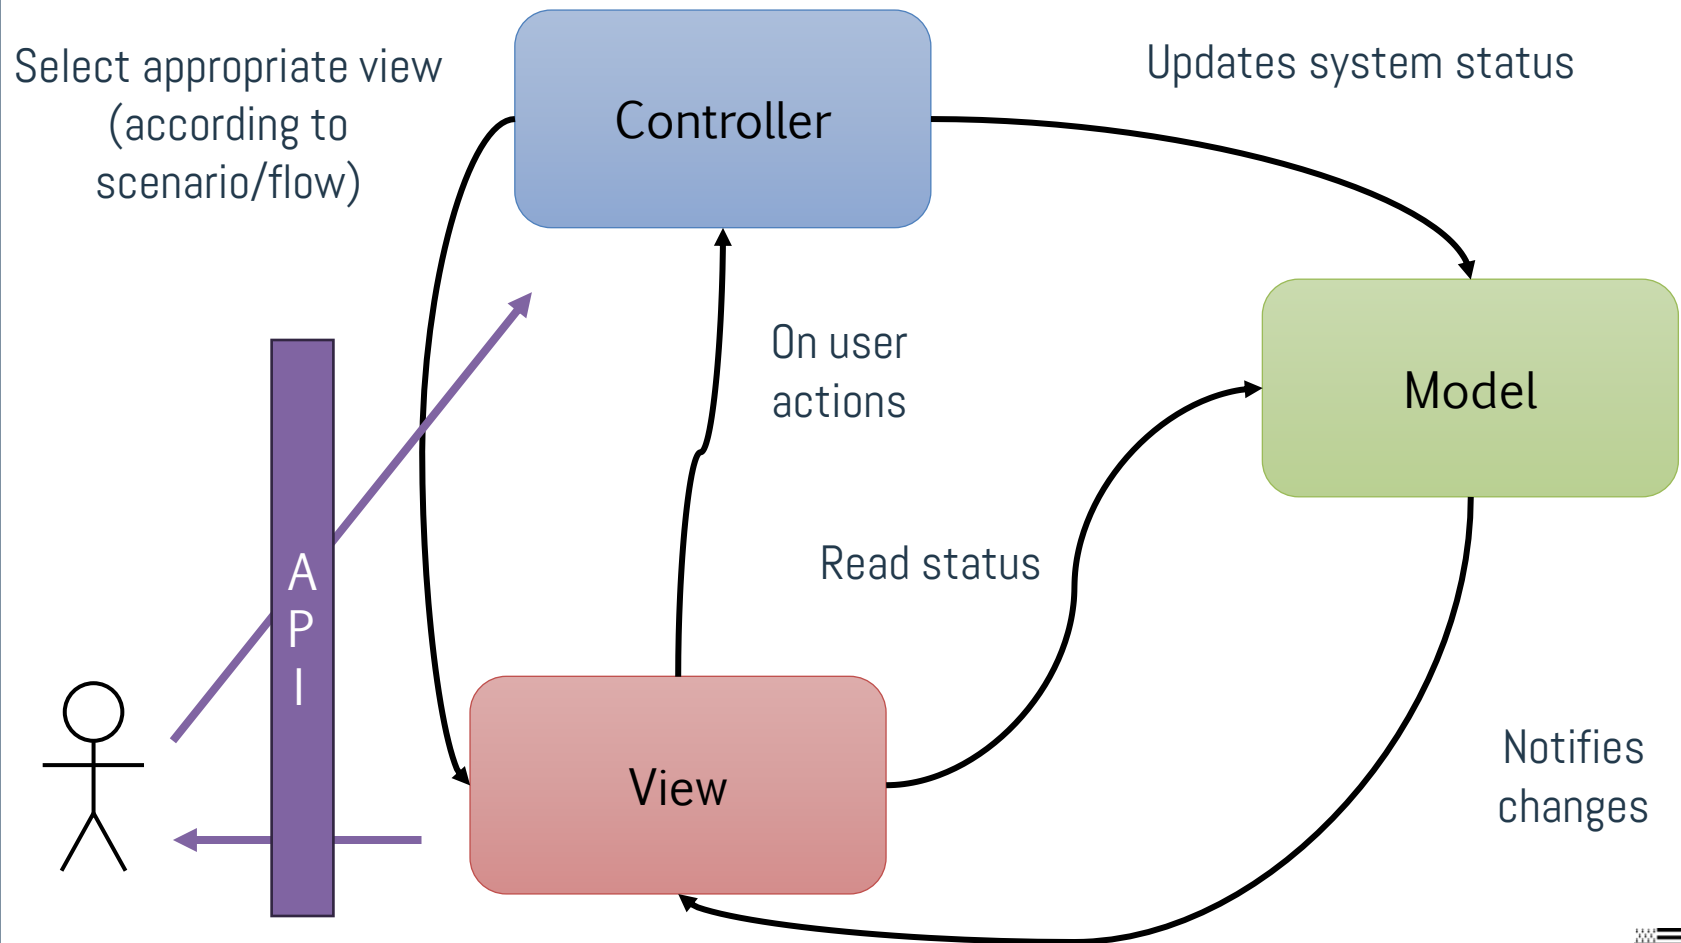 Select appropriate view
(according to
scenario/flow)
Controller
Updates system status
On user
actions
Model
Read status
A
P
I
View
Notifies
changes